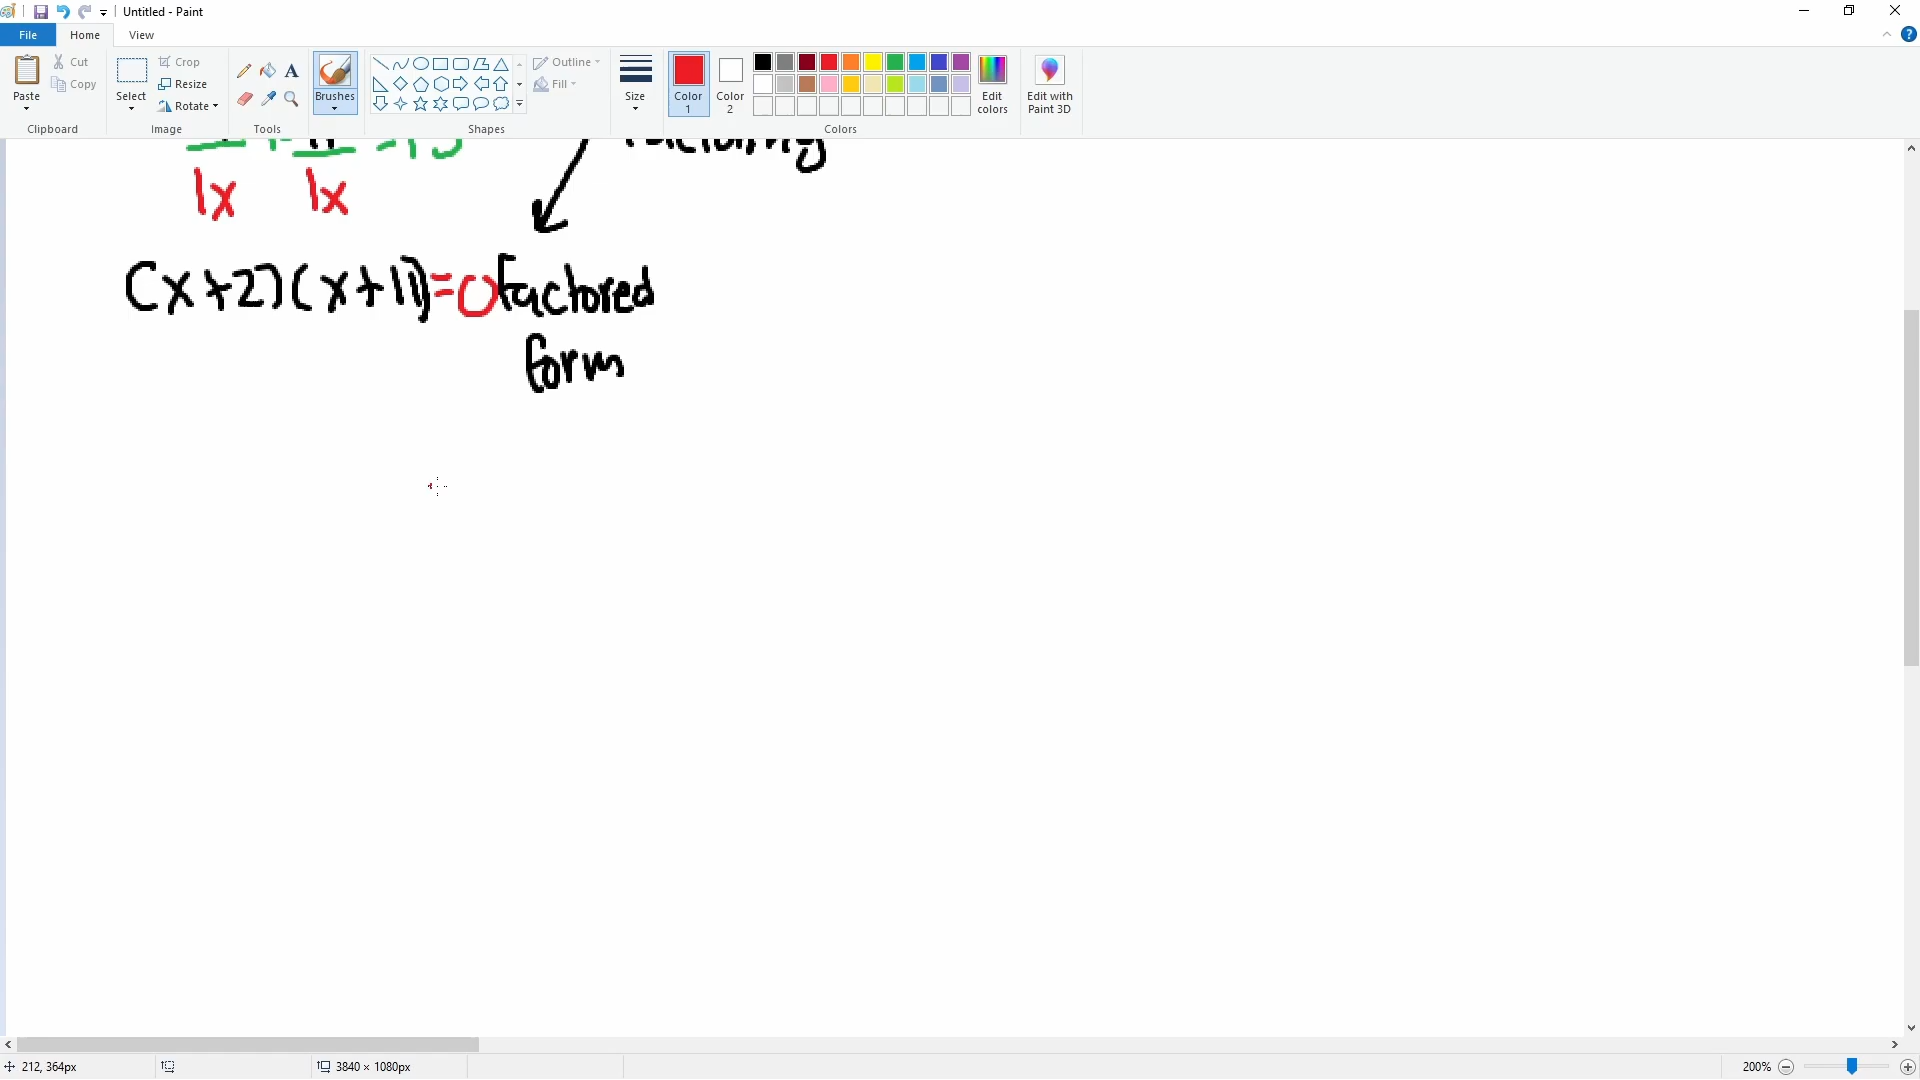 Untitled - Paint
File Home View
Paste
Cut
Copy
Clipboard
Select
Crop
Resize
Rotate
Image
Tools
Brushes
Shapes
Outline
Fill
Size
Color 1
Color 2
Edit colors
Edit with Paint 3D
Colors
factoring
1x 1x
(x+2)(x+11)=0 factored
form
212, 364px
3840 × 1080px
200%